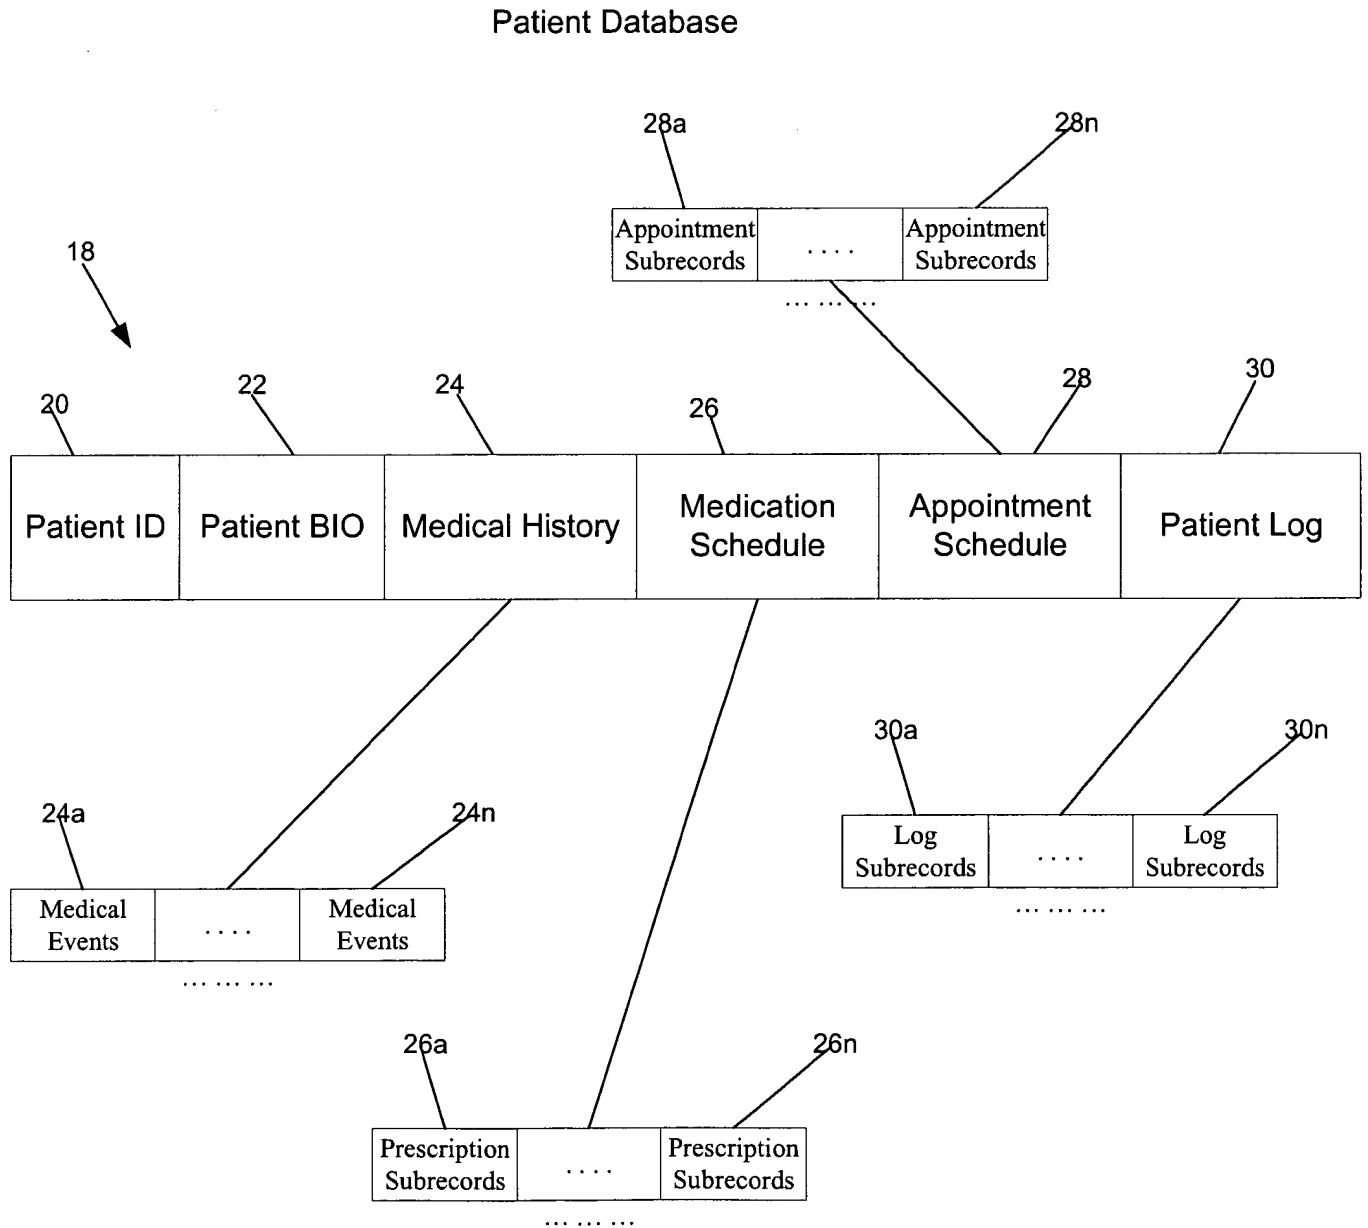 Patient Database
28a
28n
Appointment
Subrecords
. . . .
Appointment
Subrecords
... ... ...
18
20
22
24
26
28
30
Patient ID
Patient BIO
Medical History
Medication
Schedule
Appointment
Schedule
Patient Log
30a
30n
Log
Subrecords
. . . .
Log
Subrecords
... ... ...
24a
24n
Medical
Events
. . . .
Medical
Events
... ... ...
26a
26n
Prescription
Subrecords
. . . .
Prescription
Subrecords
... ... ...